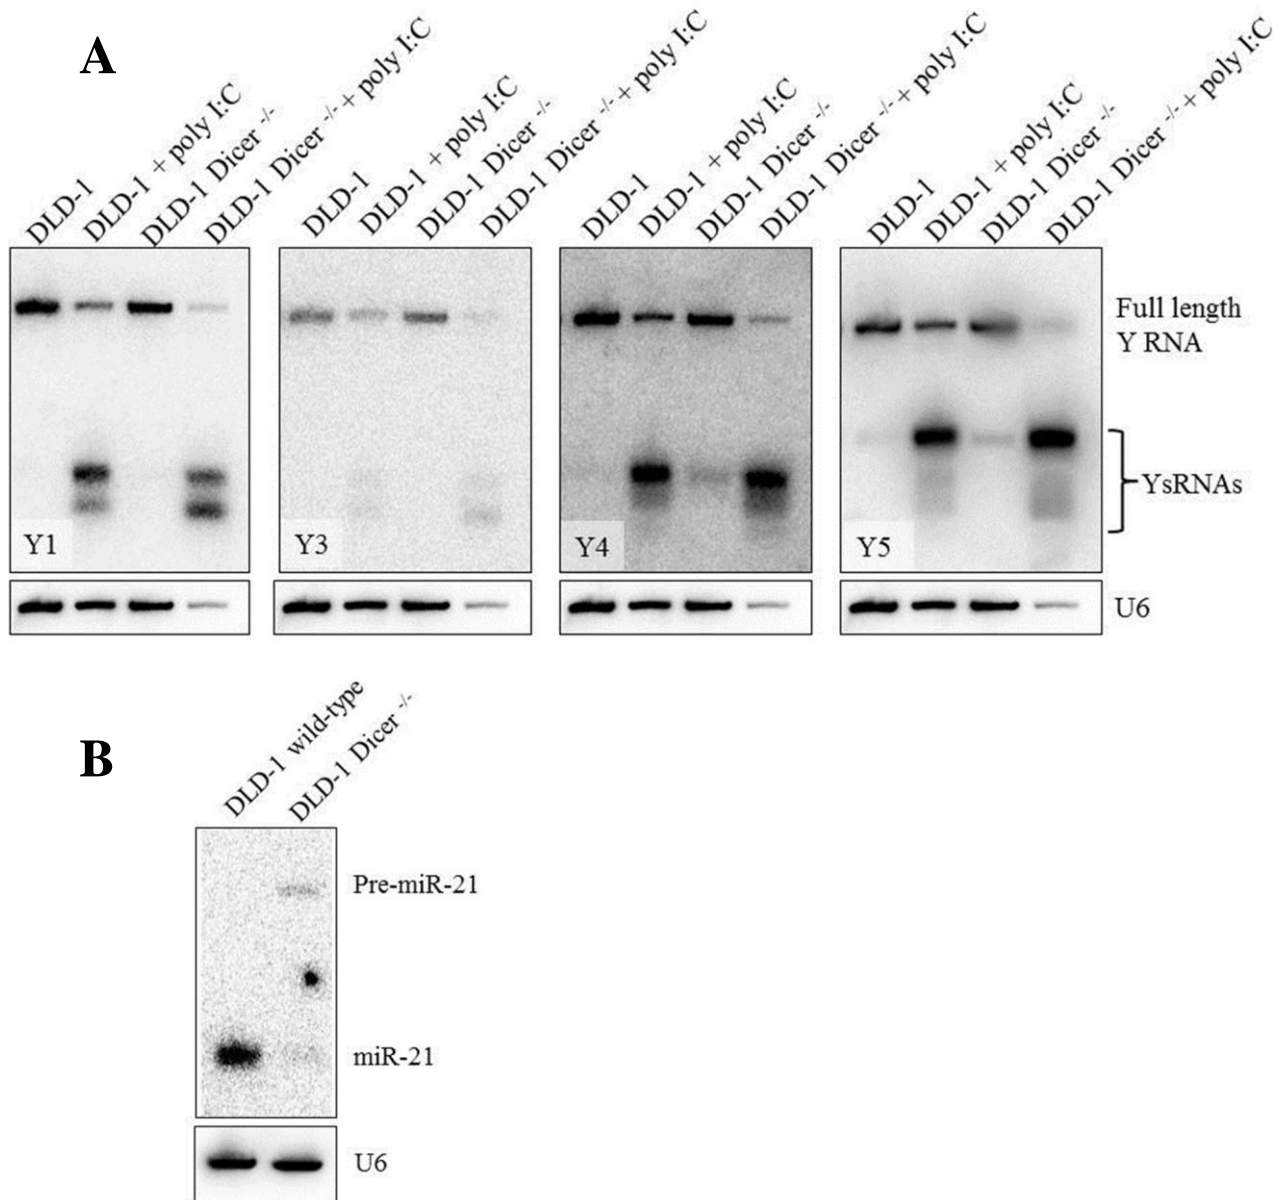 A
DLD-1
DLD-1 + poly I:C
DLD-1 Dicer -/-
DLD-1 Dicer -/- + poly I:C
DLD-1
DLD-1 + poly I:C
DLD-1 Dicer -/-
DLD-1 Dicer -/- + poly I:C
DLD-1
DLD-1 + poly I:C
DLD-1 Dicer -/-
DLD-1 Dicer -/- + poly I:C
DLD-1
DLD-1 + poly I:C
DLD-1 Dicer -/-
DLD-1 Dicer -/- + poly I:C
Full length
Y RNA
YsRNAs
Y1
Y3
Y4
Y5
U6
B
DLD-1 wild-type
DLD-1 Dicer -/-
Pre-miR-21
miR-21
U6